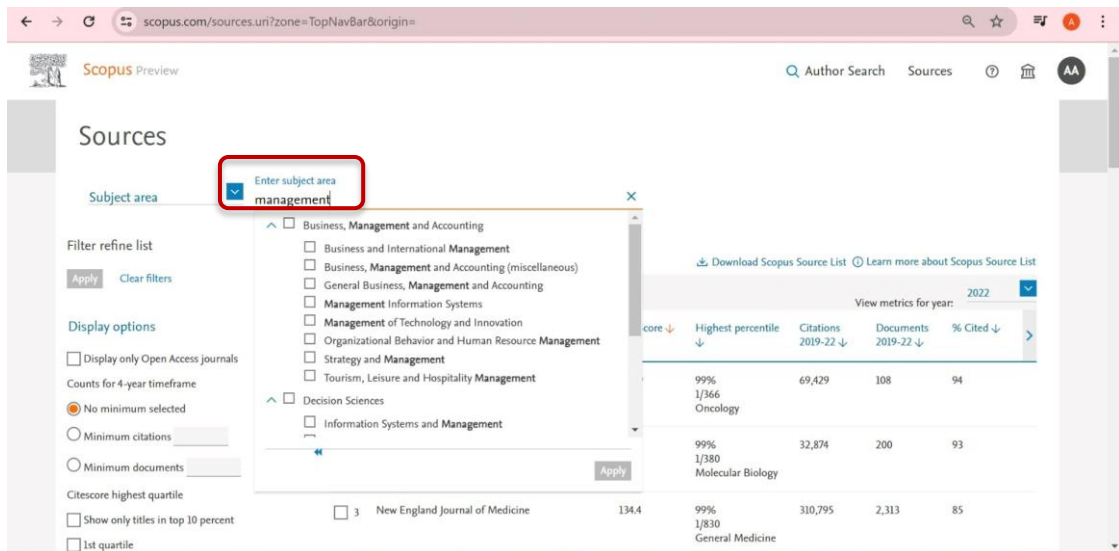 scopus.com/sources.uri?zone=TopNavBar&origin=
A
Scopus Preview
Author Search Sources
AA
Sources
Subject area
Enter subject area
management
Business, Management and Accounting
Business and International Management
Business, Management and Accounting (miscellaneous)
General Business, Management and Accounting
Management Information Systems
Management of Technology and Innovation
Organizational Behavior and Human Resource Management
Strategy and Management
Tourism, Leisure and Hospitality Management
Decision Sciences
Information Systems and Management
Apply
Filter refine list
Apply Clear filters
Display options
Display only Open Access journals
Counts for 4-year timeframe
No minimum selected
Minimum citations
Minimum documents
Citescore highest quartile
Show only titles in top 10 percent
1st quartile
Download Scopus Source List Learn more about Scopus Source List
View metrics for year: 2022
core ↓ Highest percentile ↓ Citations 2019-22 ↓ Documents 2019-22 ↓ % Cited ↓
99% 69,429 108 94
1/366
Oncology
99% 32,874 200 93
1/380
Molecular Biology
3 New England Journal of Medicine 134.4 99% 310,795 2,313 85
1/830
General Medicine